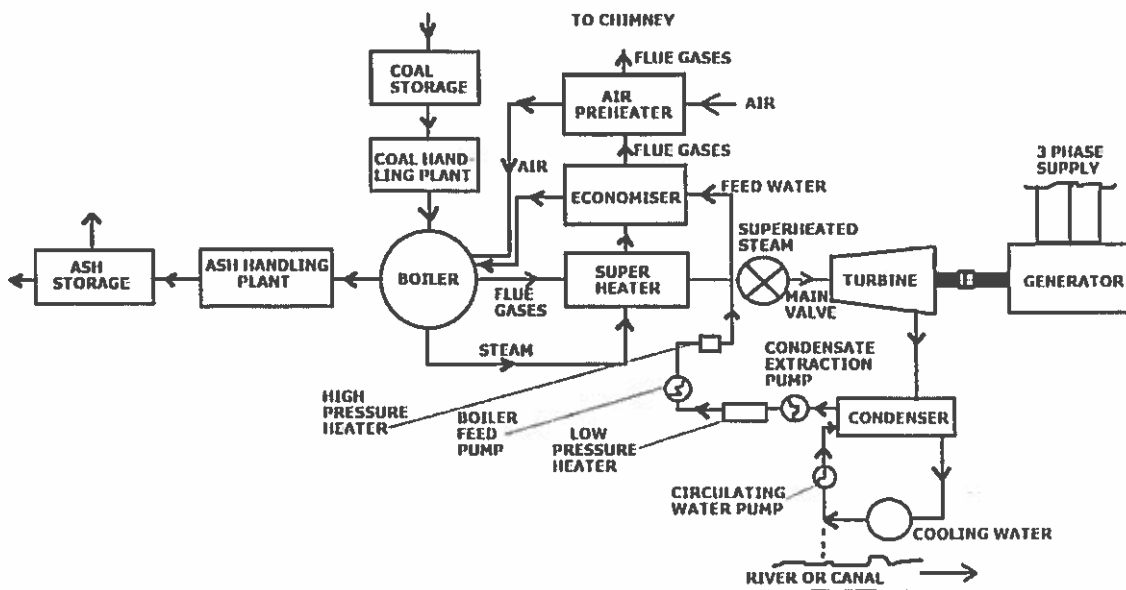 TO CHIMNEY
FLUE GASES
COAL
STORAGE
AIR
PREHEATER
AIR
COAL HAND
LING PLANT
AIR
FLUE GASES
3 PHASE
SUPPLY
ECONOMISER
FEED WATER
SUPERHEATED
STEAM
ASH
STORAGE
ASH HANDLING
PLANT
BOILER
FLUE
GASES
SUPER
HEATER
MAIN
VALVE
TURBINE
GENERATOR
STEAM
HIGH
PRESSURE
HEATER
BOILER
FEED
PUMP
LOW
PRESSURE
HEATER
CONDENSATE
EXTRACTION
PUMP
CONDENSER
CIRCULATING
WATER PUMP
COOLING WATER
RIVER OR CANAL